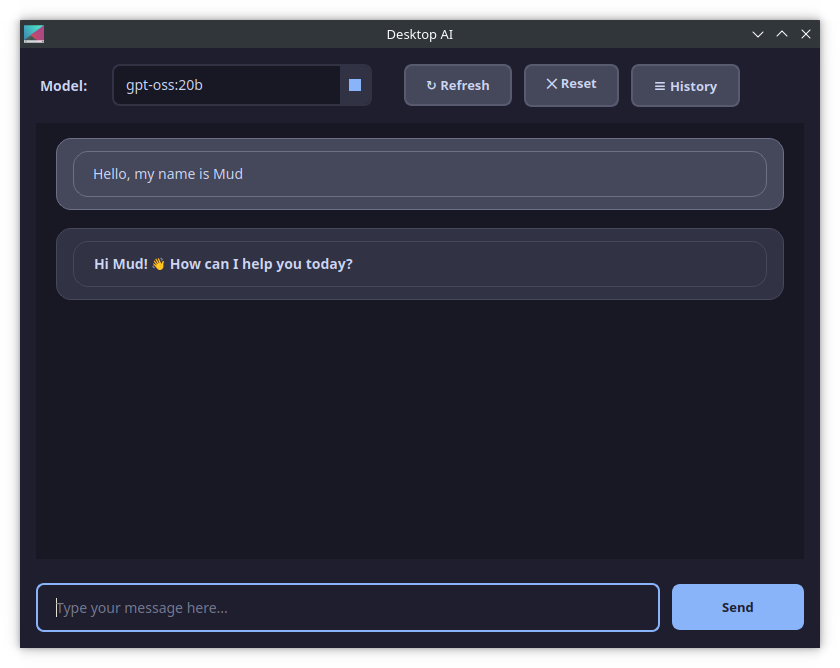 Desktop AI
Model: gpt-oss:20b ↻ Refresh ✕ Reset ≡ History
Hello, my name is Mud
Hi Mud! 👋 How can I help you today?
Type your message here... Send